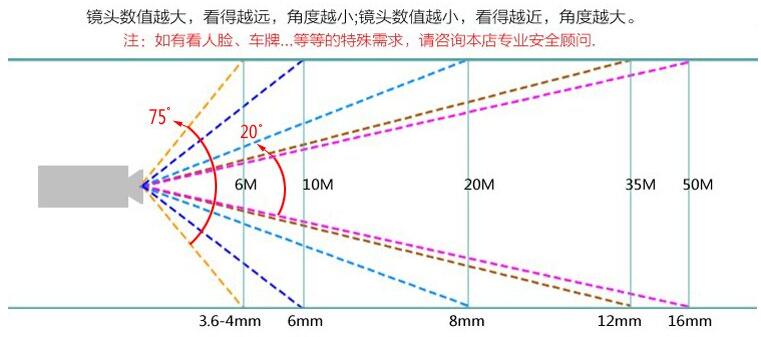 镜头数值越大，看得越远，角度越小;镜头数值越小，看得越近，角度越大。
注：如有看人脸、车牌...等等的特殊需求，请咨询本店专业安全顾问.
75°
20°
6M 10M 20M 35M 50M
3.6-4mm 6mm 8mm 12mm 16mm